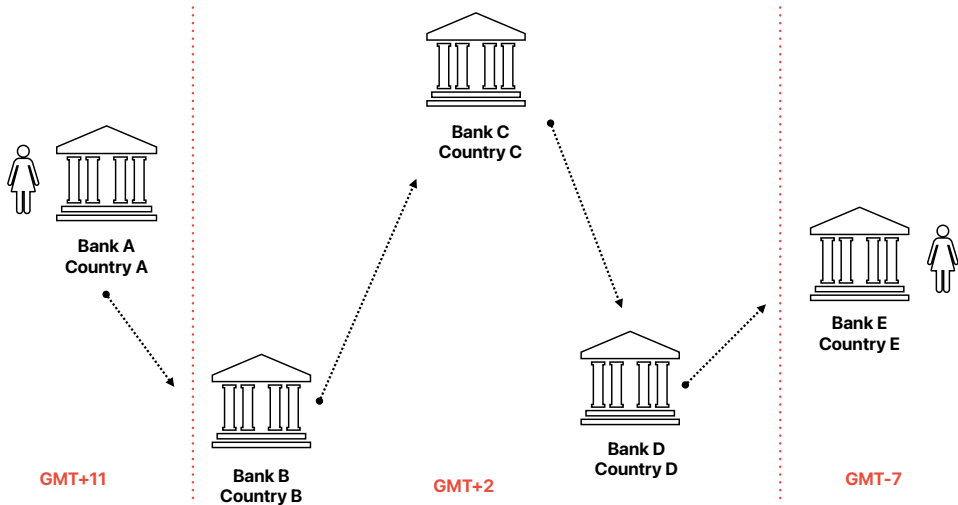 Bank C
Country C
Bank A
Country A
Bank E
Country E
Bank D
Country D
Bank B
Country B
GMT+11
GMT+2
GMT-7